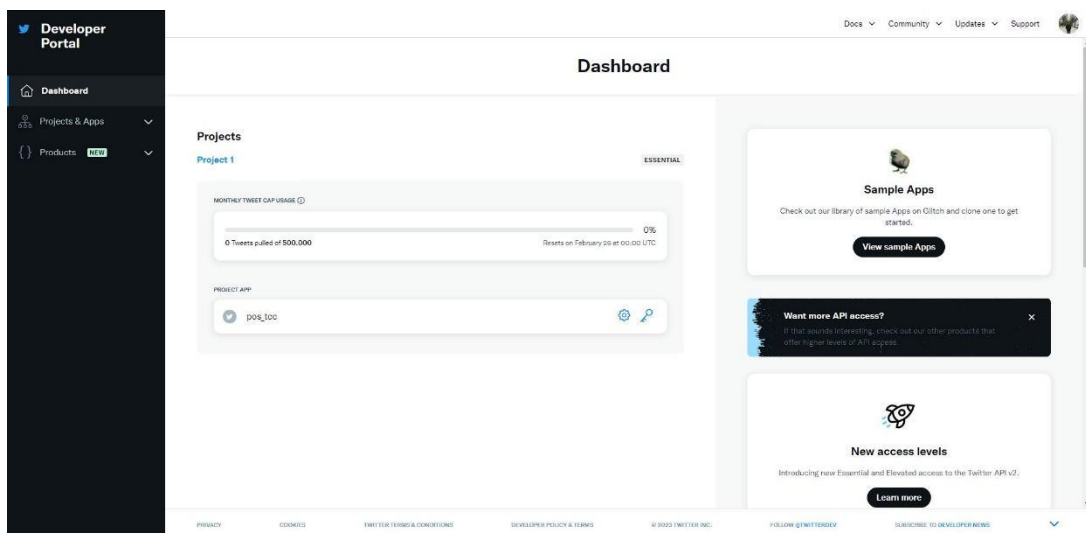 Developer
Portal
Docs
Community
Updates
Support
Dashboard
Dashboard
Projects & Apps
Products NEW
Projects
Project 1
ESSENTIAL
MONTHLY TWEET CAP USAGE
0%
0 Tweets pulled of 500.000
Resets on February 26 at 00:00 UTC
PROJECT APP
pos_tcc
Sample Apps
Check out our library of sample Apps on Glitch and clone one to get
started.
View sample Apps
Want more API access?
If that sounds interesting, check out our other products that
offer higher levels of API access.
New access levels
Introducing new Essential and Elevated access to the Twitter API v2.
Learn more
PRIVACY
COOKIES
TWITTER TERMS & CONDITIONS
DEVELOPER POLICY & TERMS
© 2023 TWITTER INC.
FOLLOW @TWITTERDEV
SUBSCRIBE TO DEVELOPER NEWS